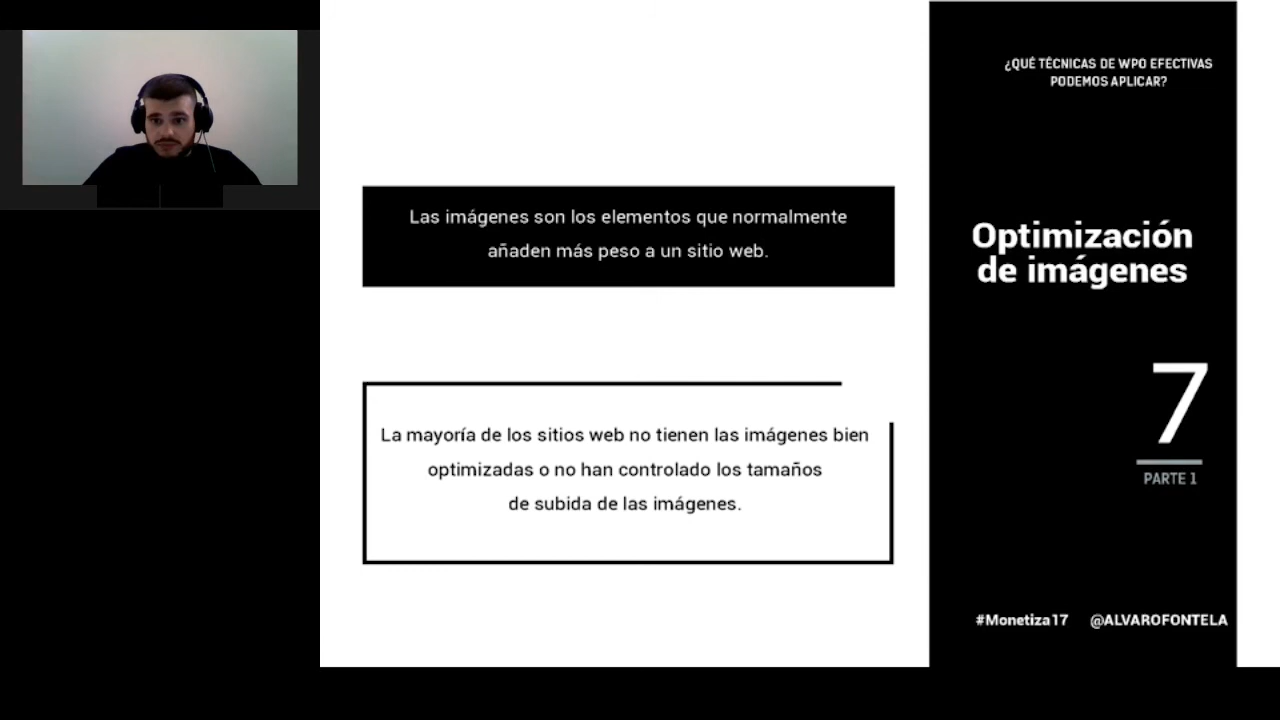 Las imágenes son los elementos que normalmente
añaden más peso a un sitio web.
La mayoría de los sitios web no tienen las imágenes bien
optimizadas o no han controlado los tamaños
de subida de las imágenes.
¿QUÉ TÉCNICAS DE WPO EFECTIVAS
PODEMOS APLICAR?
Optimización
de imágenes
7
PARTE 1
#Monetiza17 @ALVAROFONTELA